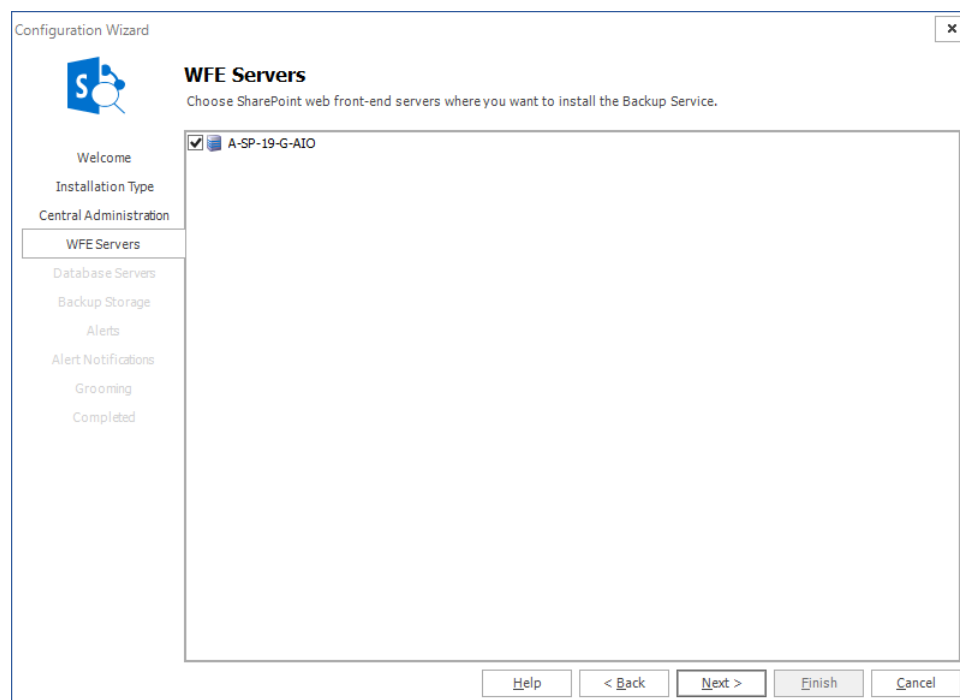 Configuration Wizard
WFE Servers
Choose SharePoint web front-end servers where you want to install the Backup Service.
A-SP-19-G-AIO
Welcome
Installation Type
Central Administration
WFE Servers
Database Servers
Backup Storage
Alerts
Alert Notifications
Grooming
Completed
Help
< Back
Next >
Finish
Cancel